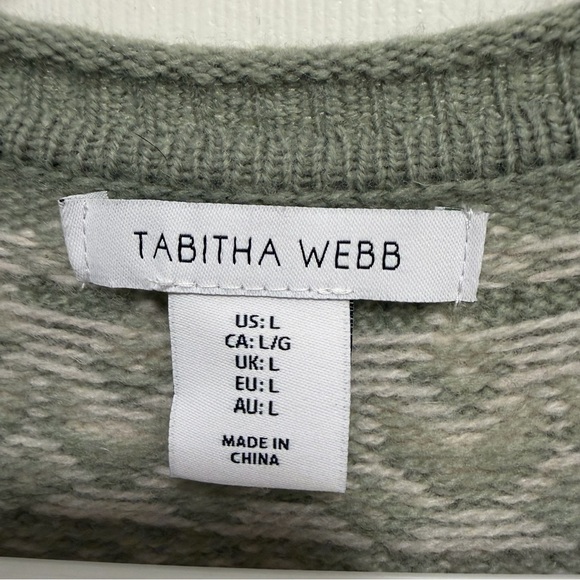 TABITHA WEBB
US: L
CA: L/G
UK: L
EU: L
AU: L
MADE IN
CHINA